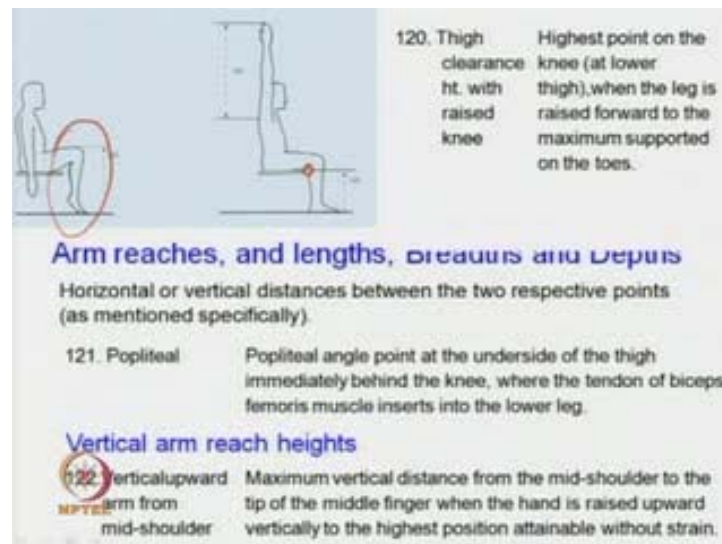 120. Thigh Highest point on the
clearance knee (at lower
ht. with thigh),when the leg is
raised raised forward to the
knee maximum supported
on the toes.
Arm reaches, and lengths, Breadths and Depths
Horizontal or vertical distances between the two respective points
(as mentioned specifically).
121. Popliteal Popliteal angle point at the underside of the thigh
immediately behind the knee, where the tendon of biceps
femoris muscle inserts into the lower leg.
Vertical arm reach heights
122. Verticalupward Maximum vertical distance from the mid-shoulder to the
arm from tip of the middle finger when the hand is raised upward
mid-shoulder vertically to the highest position attainable without strain.
NPTEL